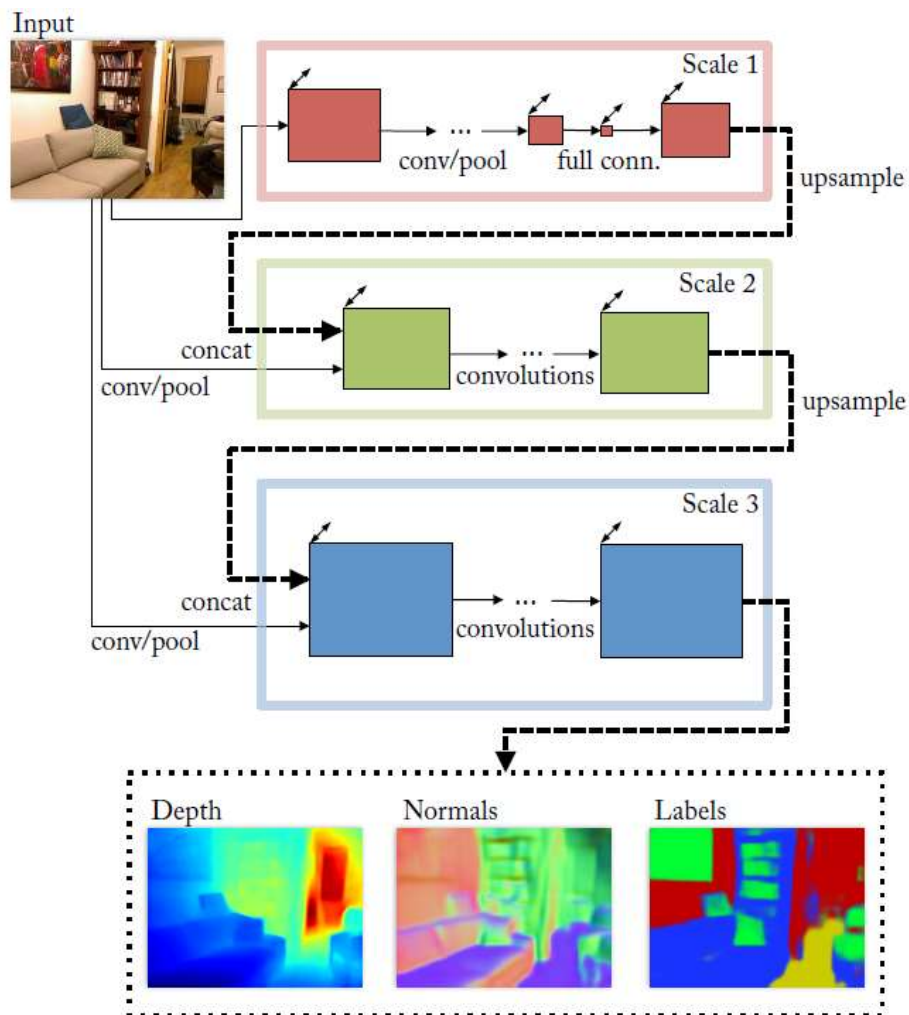 Input
Scale 1
...
conv/pool
full conn.
upsample
Scale 2
concat
...
convolutions
conv/pool
upsample
Scale 3
concat
...
convolutions
conv/pool
Depth
Normals
Labels